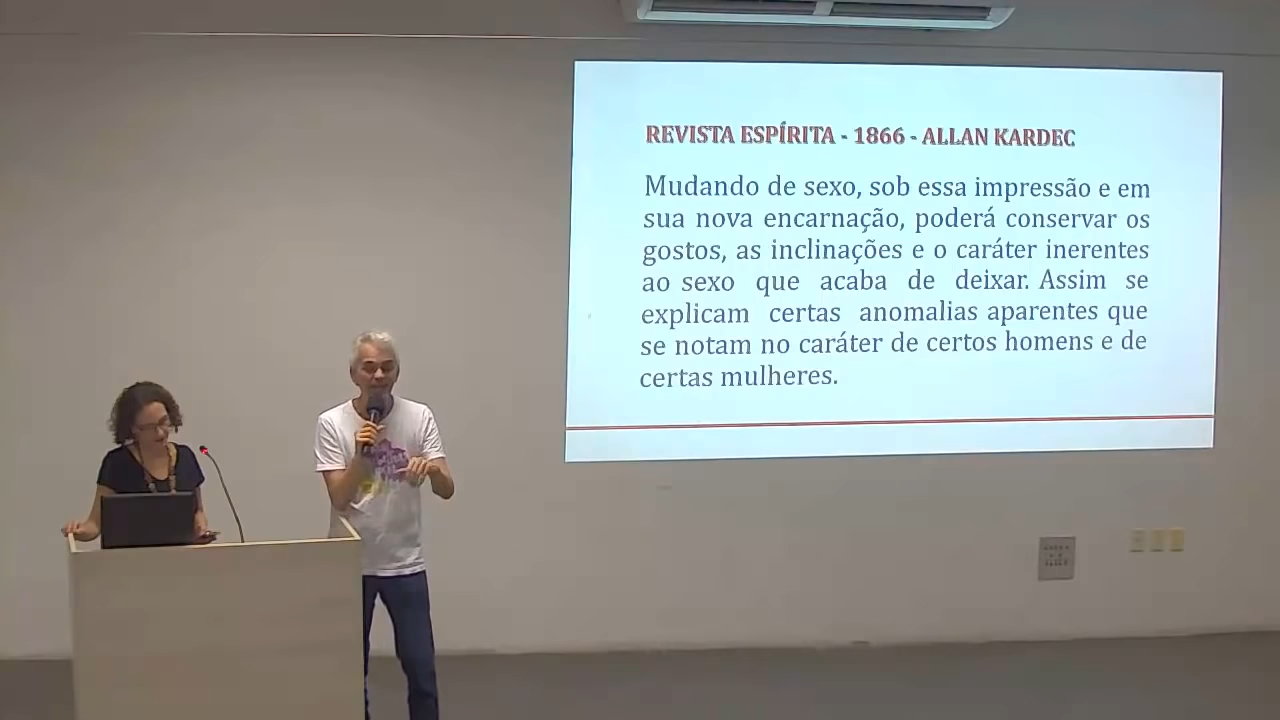 REVISTA ESPÍRITA - 1866 - ALLAN KARDEC
Mudando de sexo, sob essa impressão e em
sua nova encarnação, poderá conservar os
gostos, as inclinações e o caráter inerentes
ao sexo que acaba de deixar. Assim se
explicam certas anomalias aparentes que
se notam no caráter de certos homens e de
certas mulheres.